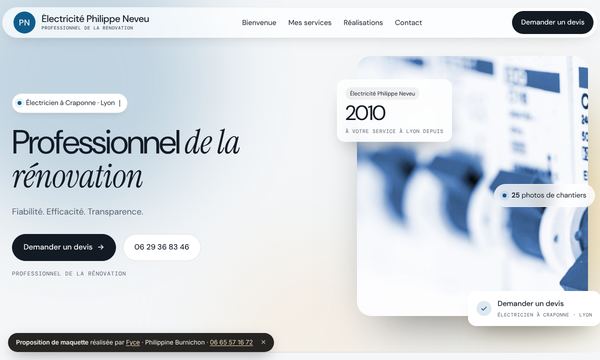 PN
Électricité Philippe Neveu
PROFESSIONNEL DE LA RÉNOVATION
Bienvenue Mes services Réalisations Contact
Demander un devis
Électricien à Craponne · Lyon |
Professionnel de la
rénovation
Fiabilité. Efficacité. Transparence.
Demander un devis →
06 29 36 83 46
PROFESSIONNEL DE LA RÉNOVATION
Électricité Philippe Neveu
2010
À VOTRE SERVICE À LYON DEPUIS
25 photos de chantiers
Demander un devis
ÉLECTRICIEN À CRAPONNE · LYON
Proposition de maquette réalisée par Fyce · Philippine Burnichon · 06 65 57 16 72 ×